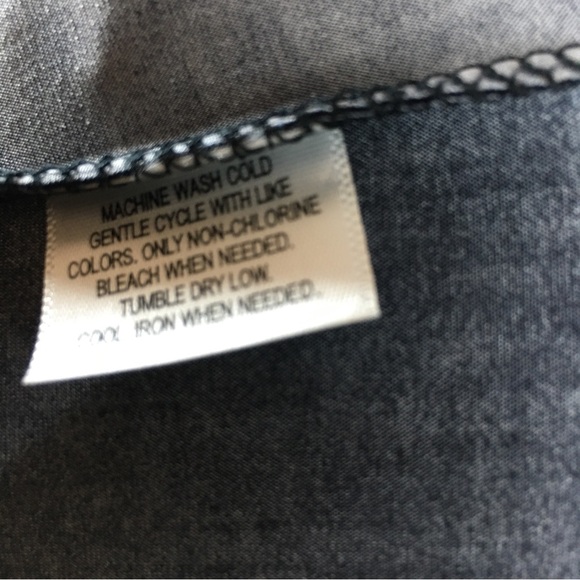 MACHINE WASH COLD
GENTLE CYCLE WITH LIKE
COLORS. ONLY NON-CHLORINE
BLEACH WHEN NEEDED.
TUMBLE DRY LOW.
COOL IRON WHEN NEEDED.